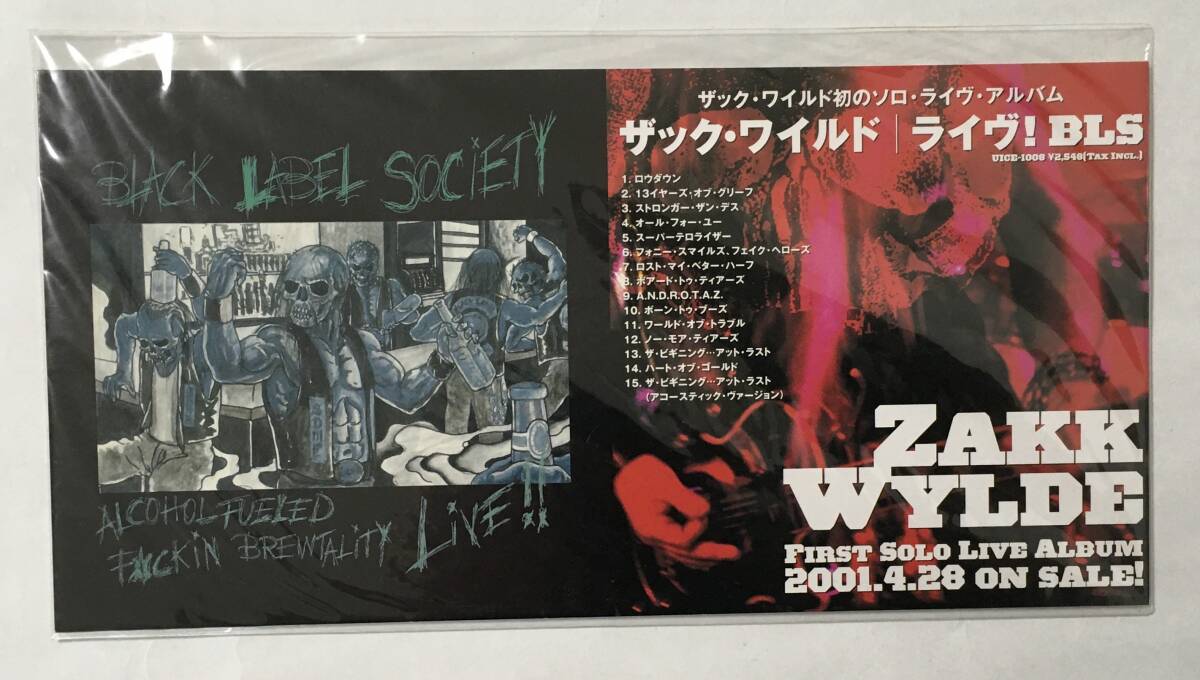 BLACK LABEL SOCIETY
ALCOHOL FUELED
F*CKIN BREWTALITY LIVE!!
ザック・ワイルド初のソロ・ライヴ・アルバム
ザック・ワイルド|ライヴ! BLS
UICE-1008 ¥2,548[TAX INCL.]
1. ロウダウン
2. 13イヤーズ・オブ・グリーフ
3. ストロンガー・ザン・デス
4. オール・フォー・ユー
5. スーパーテロライザー
6. フォニー・スマイルズ、フェイク・ヘローズ
7. ロスト・マイ・ベター・ハーフ
8. ボアード・トゥ・ティアーズ
9. A.N.D.R.O.T.A.Z.
10. ボーン・トゥ・ブーズ
11. ワールド・オブ・トラブル
12. ノー・モア・ティアーズ
13. ザ・ビギニング…アット・ラスト
14. ハート・オブ・ゴールド
15. ザ・ビギニング…アット・ラスト
(アコースティック・ヴァージョン)
ZAKK
WYLDE
FIRST SOLO LIVE ALBUM
2001.4.28 ON SALE!